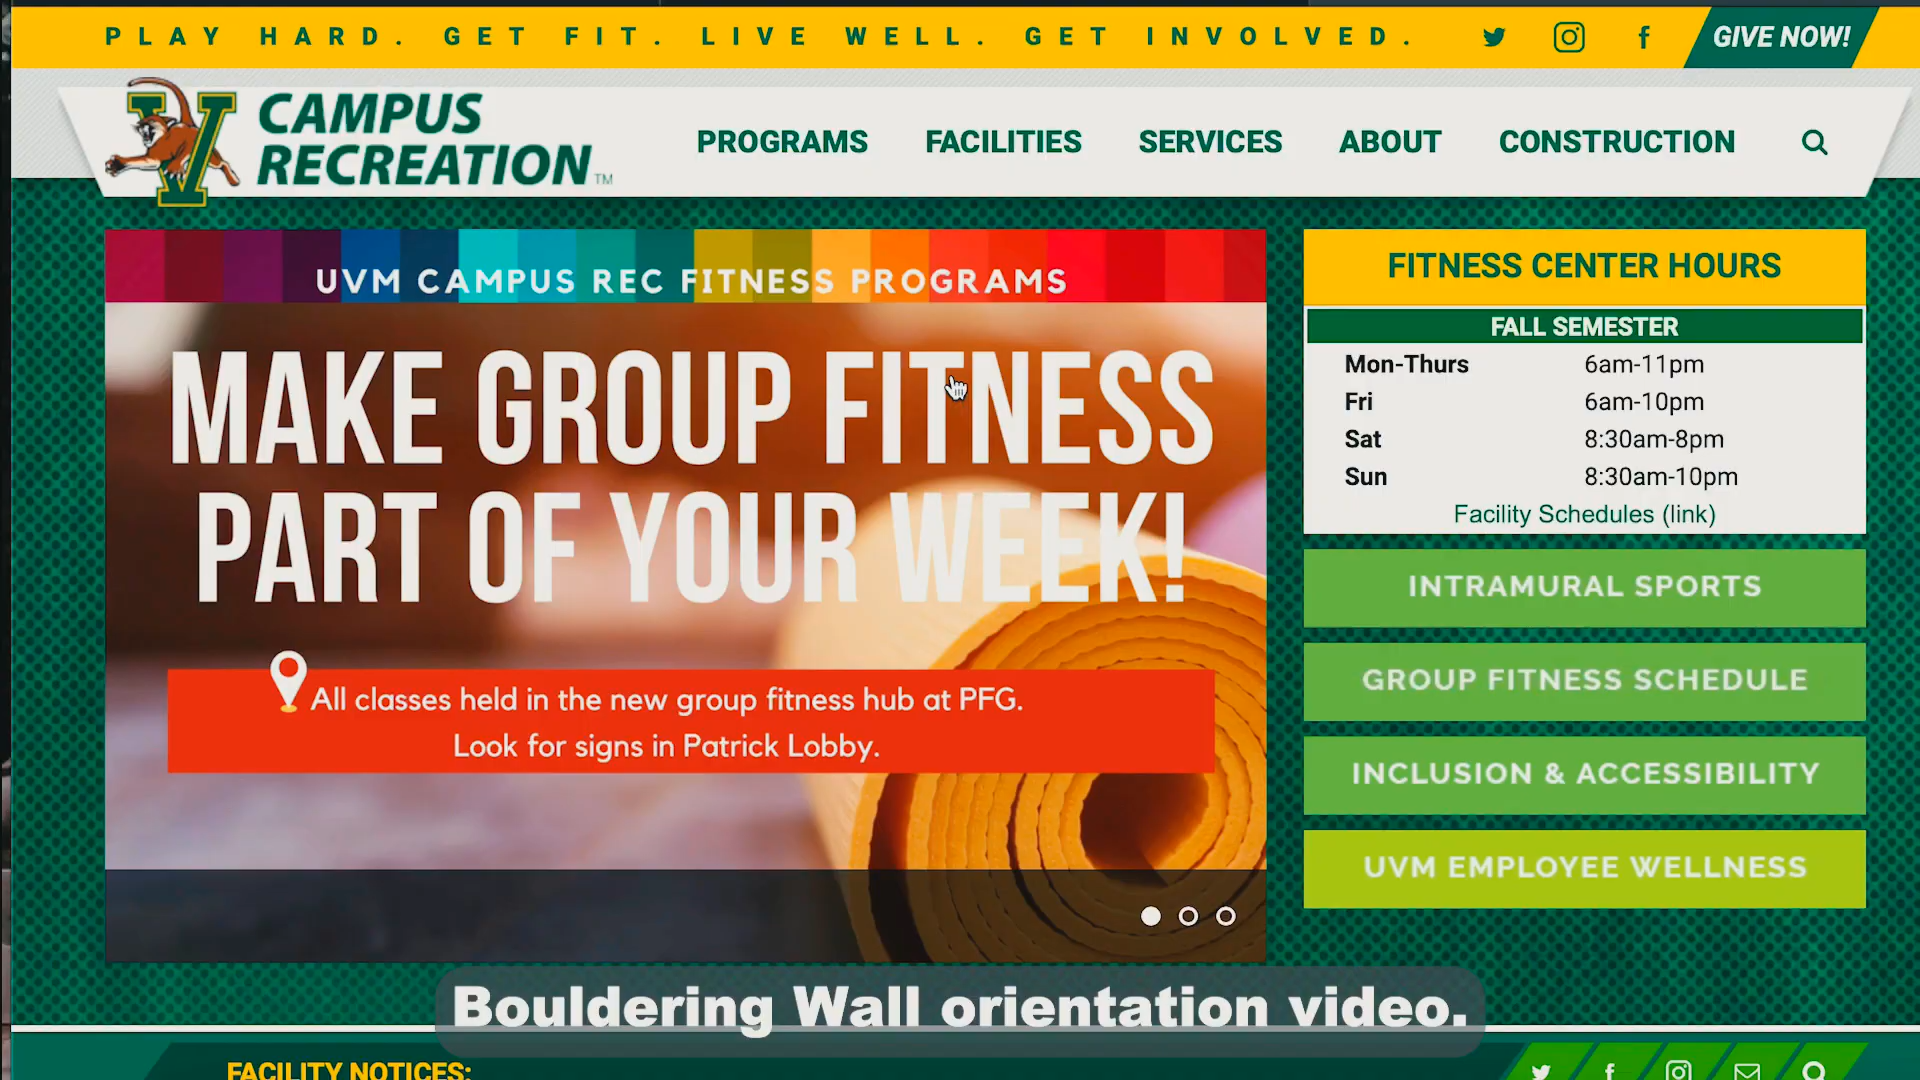 PLAY HARD. GET FIT. LIVE WELL. GET INVOLVED.
GIVE NOW!
V CAMPUS
RECREATION™
PROGRAMS
FACILITIES
SERVICES
ABOUT
CONSTRUCTION
UVM CAMPUS REC FITNESS PROGRAMS
MAKE GROUP FITNESS
PART OF YOUR WEEK!
All classes held in the new group fitness hub at PFG.
Look for signs in Patrick Lobby.
FITNESS CENTER HOURS
FALL SEMESTER
Mon-Thurs 6am-11pm
Fri 6am-10pm
Sat 8:30am-8pm
Sun 8:30am-10pm
Facility Schedules (link)
INTRAMURAL SPORTS
GROUP FITNESS SCHEDULE
INCLUSION & ACCESSIBILITY
UVM EMPLOYEE WELLNESS
Bouldering Wall orientation video.
FACILITY NOTICES: